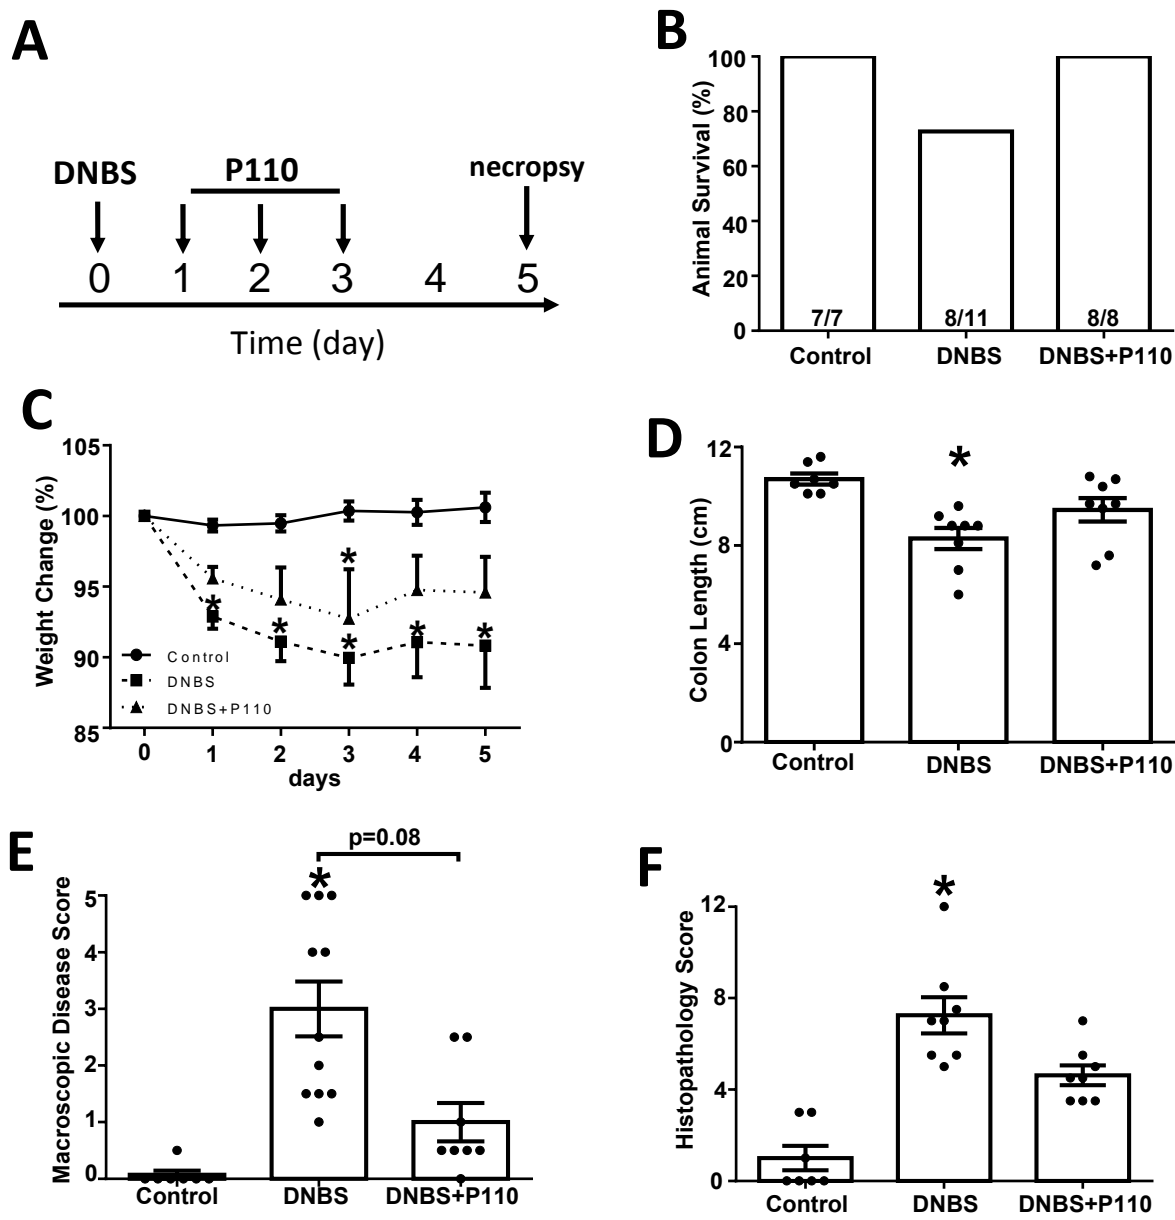 A
DNBS P110 necropsy
0 1 2 3 4 5
Time (day)
B
Animal Survival (%)
100
80
60
40
20
0
7/7 8/11 8/8
Control DNBS DNBS+P110
C
Weight Change (%)
105
100
95
90
85
*
* * * * *
Control
DNBS
DNBS+P110
0 1 2 3 4 5
days
D
Colon Length (cm)
12
8
4
0
*
Control DNBS DNBS+P110
E
p=0.08
Macroscopic Disease Score
5
4
3
2
1
0
*
Control DNBS DNBS+P110
F
Histopathology Score
12
8
4
0
*
Control DNBS DNBS+P110